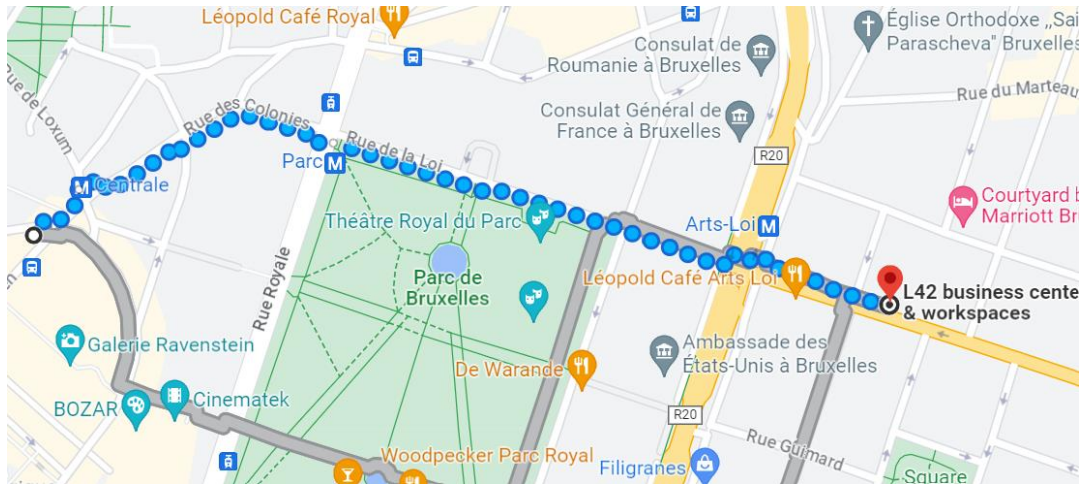 Léopold Café Royal
Église Orthodoxe „Sai
Parascheva" Bruxelles
Consulat de
Roumanie à Bruxelles
Rue du Marteau
Rue de Loxum
Rue des Colonies
Consulat Général de
France à Bruxelles
R20
Rue de la Loi
Parc
M
M
Centrale
Courtyard b
Marriott Bru
Théâtre Royal du Parc
Arts-Loi
M
Rue Royale
Parc de
Bruxelles
Léopold Café Arts Loi
L42 business cente
& workspaces
Galerie Ravenstein
De Warande
Ambassade des
États-Unis à Bruxelles
BOZAR
Cinematek
R20
Rue Guimard
Woodpecker Parc Royal
Filigranes
Square